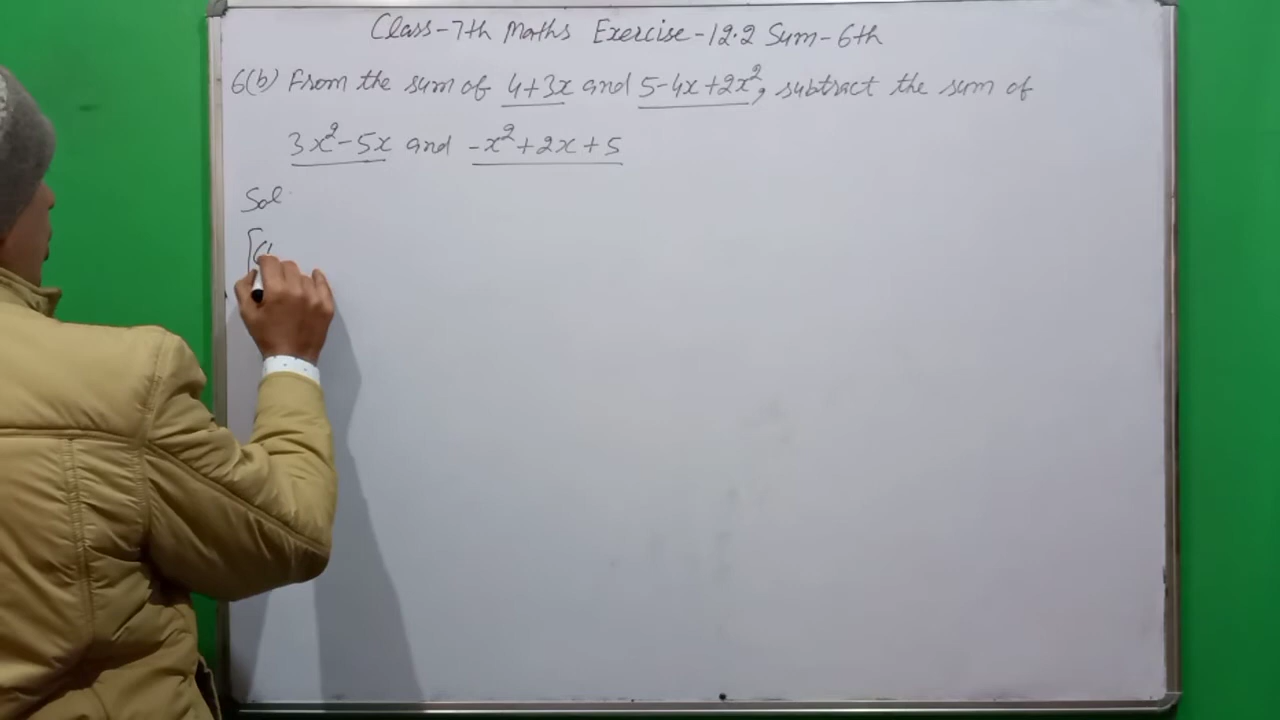 Class-7th Maths Exercise-12.2 Sum-6th
6(b) From the sum of 4+3x and 5-4x+2x², subtract the sum of
3x²-5x and -x²+2x+5
Sol.
[(